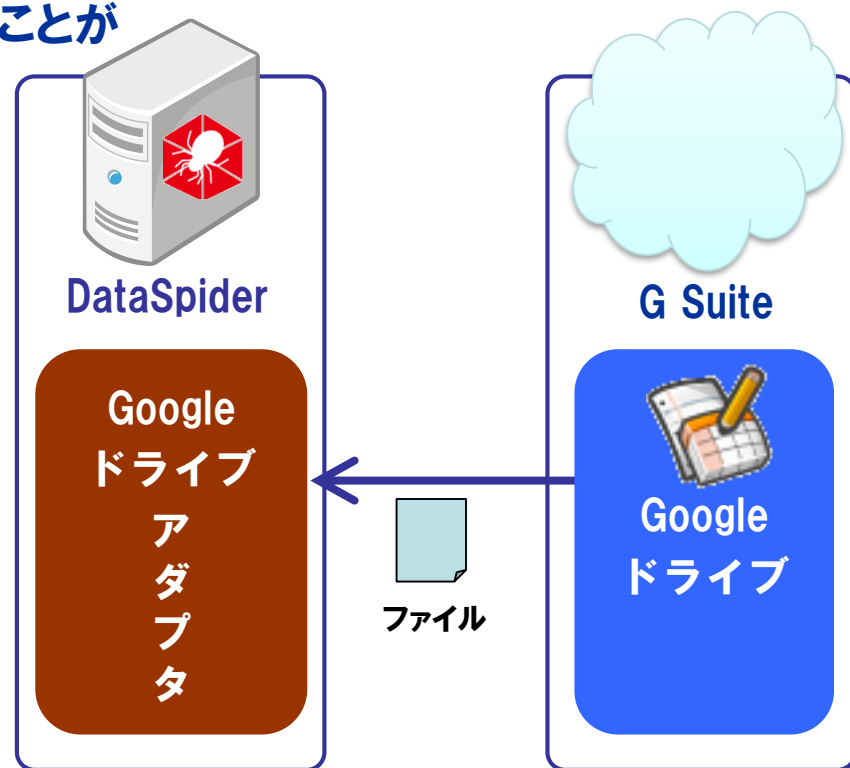 ことが
DataSpider
Google
ドライブ
ア
ダ
プ
タ
ファイル
G Suite
Google
ドライブ